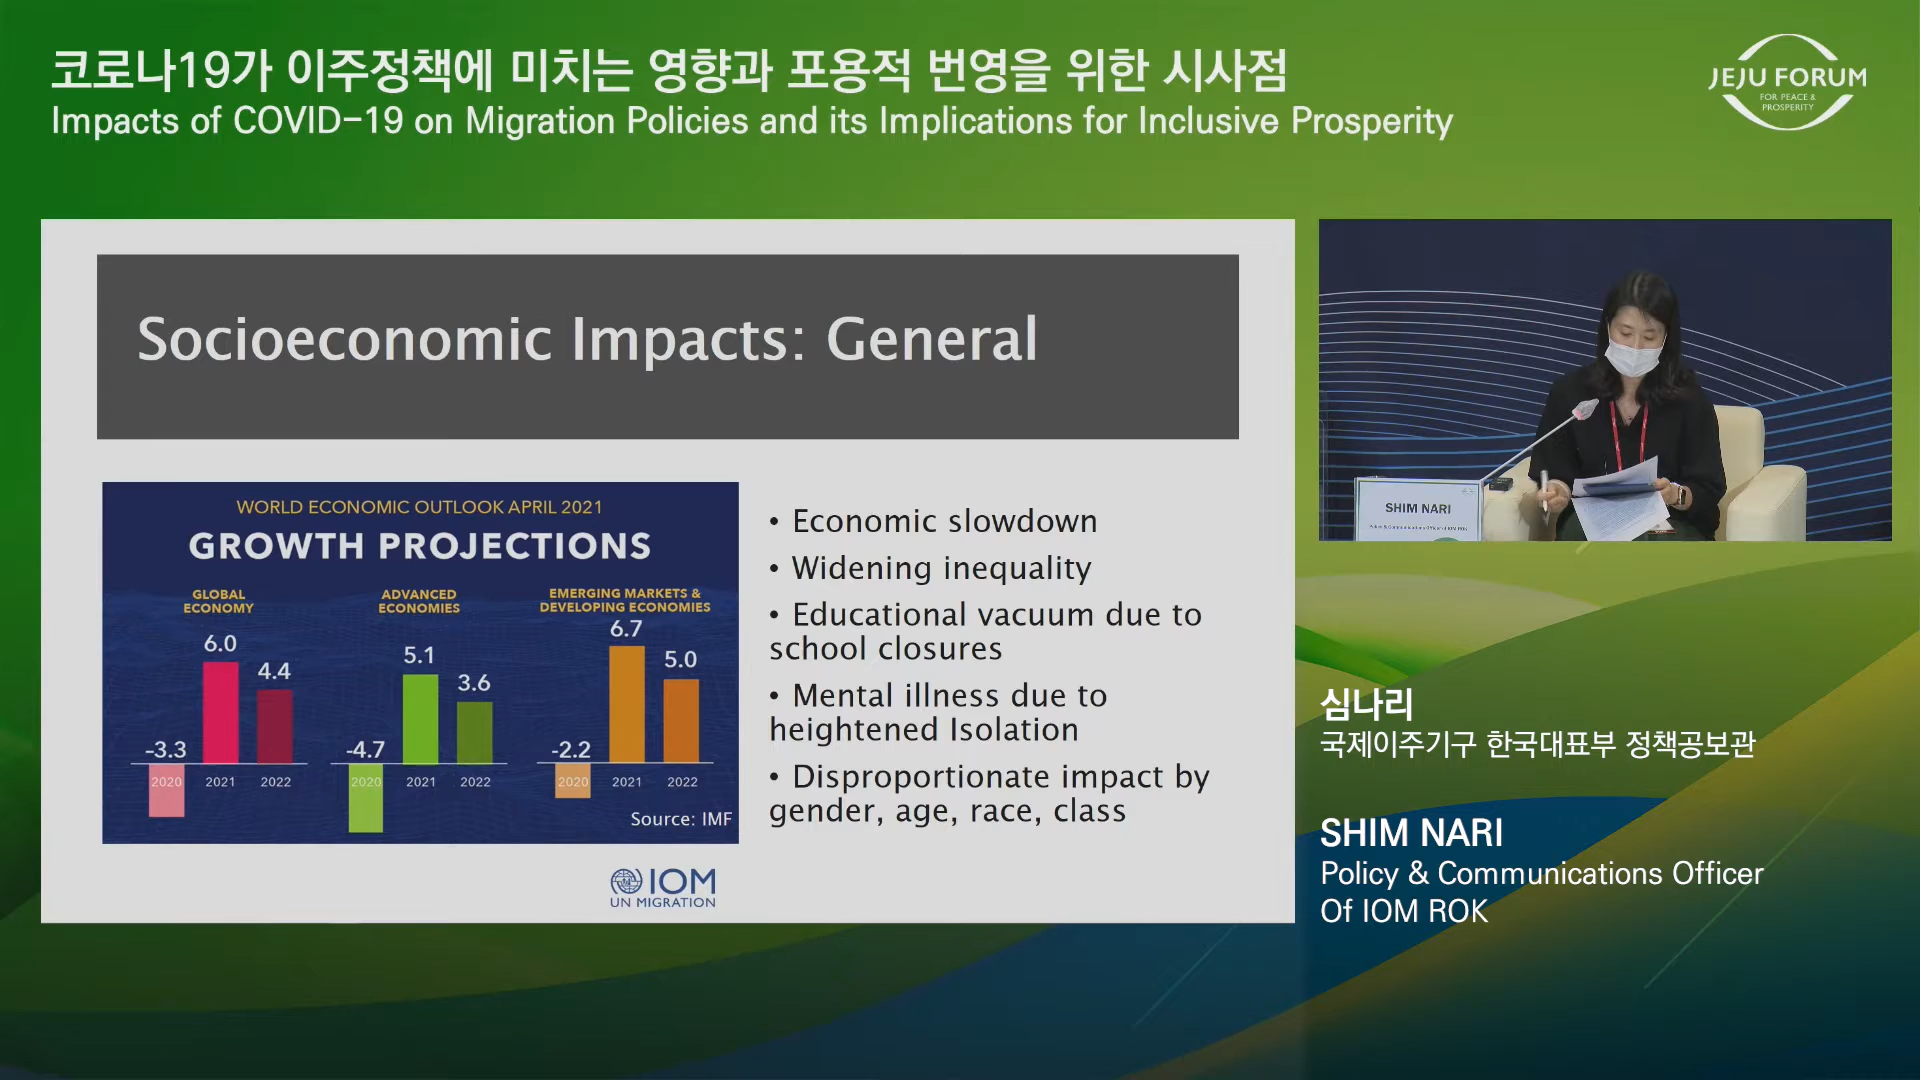 코로나19가 이주정책에 미치는 영향과 포용적 번영을 위한 시사점
Impacts of COVID-19 on Migration Policies and its Implications for Inclusive Prosperity
JEJU FORUM
FOR PEACE &
PROSPERITY
Socioeconomic Impacts: General
WORLD ECONOMIC OUTLOOK APRIL 2021
GROWTH PROJECTIONS
GLOBAL
ECONOMY
-3.3
6.0
4.4
2020
2021
2022
ADVANCED
ECONOMIES
-4.7
5.1
3.6
2020
2021
2022
EMERGING MARKETS &
DEVELOPING ECONOMIES
-2.2
6.7
5.0
2020
2021
2022
Source: IMF
• Economic slowdown
• Widening inequality
• Educational vacuum due to
school closures
• Mental illness due to
heightened Isolation
• Disproportionate impact by
gender, age, race, class
IOM
UN MIGRATION
SHIM NARI
Policy & Communications Officer of IOM ROK
심나리
국제이주기구 한국대표부 정책공보관
SHIM NARI
Policy & Communications Officer
Of IOM ROK